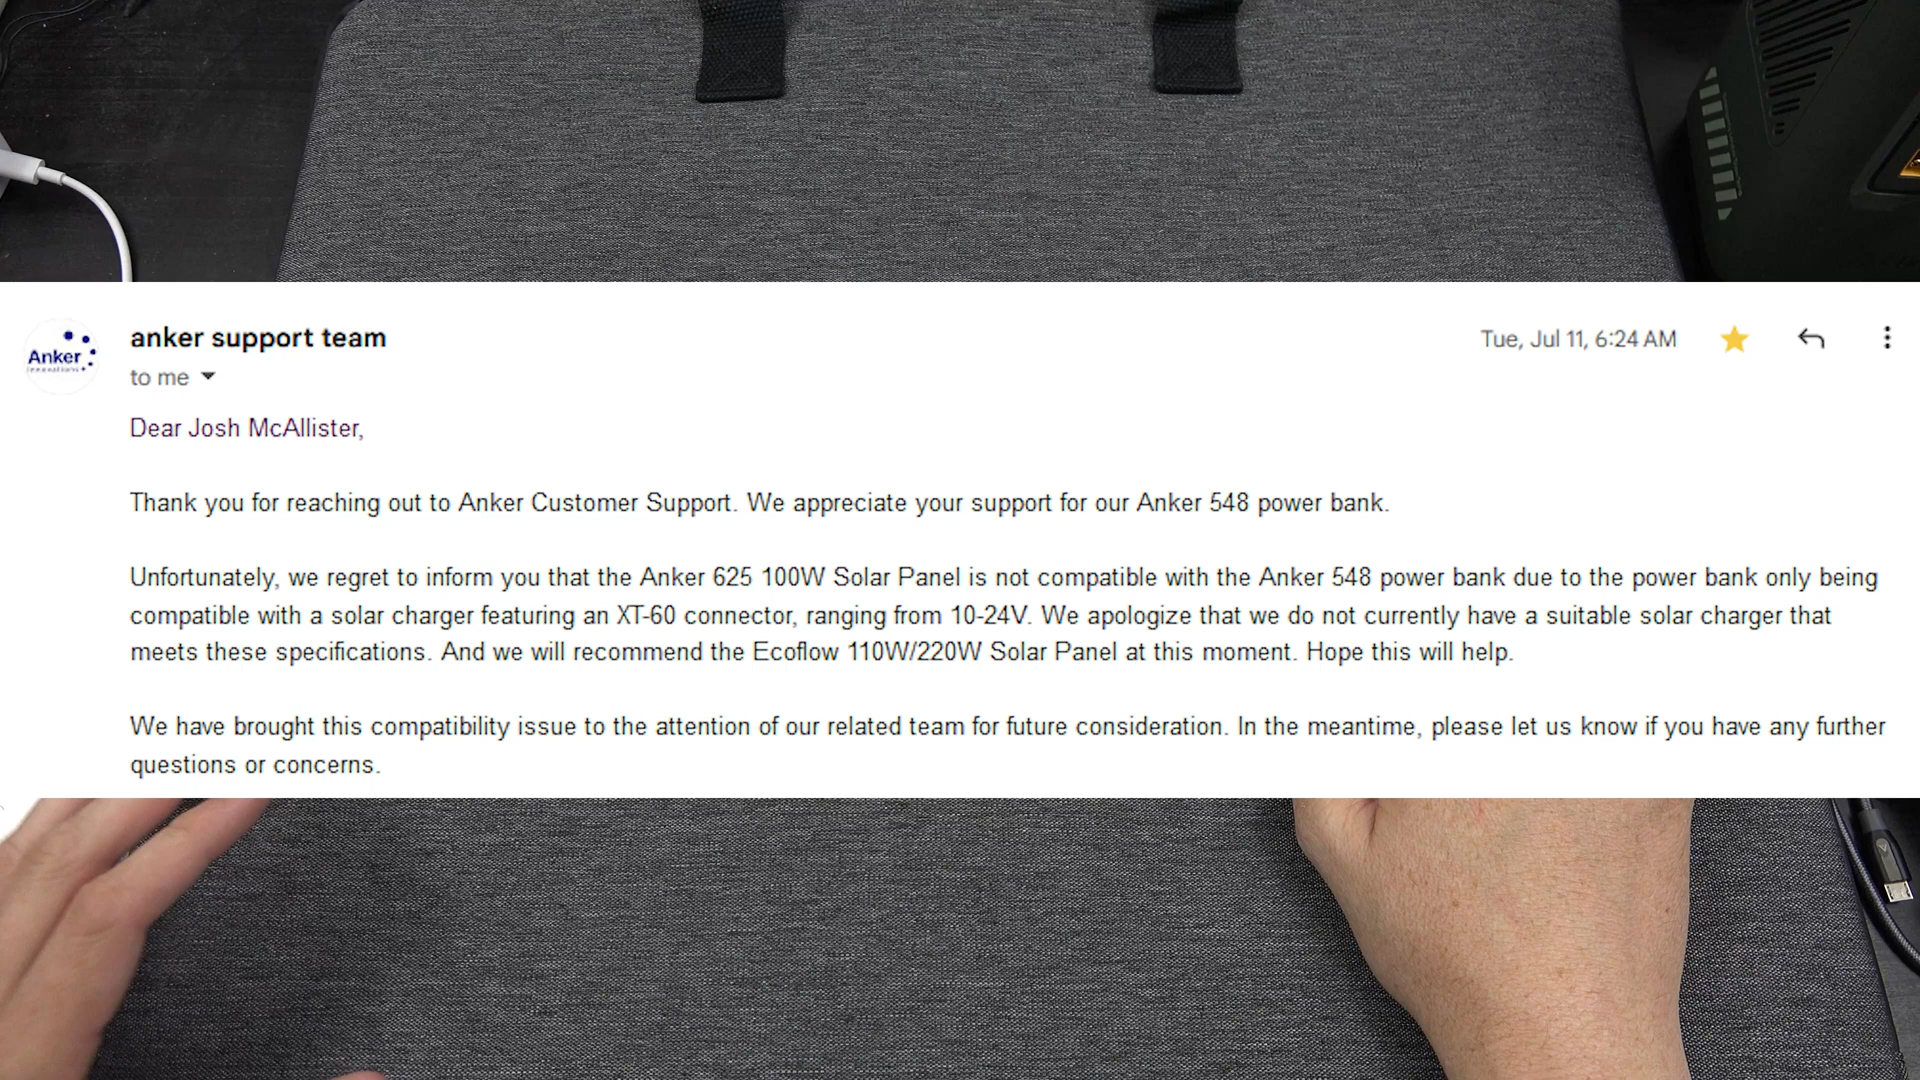 anker support team
Tue, Jul 11, 6:24 AM
Anker
Innovations
to me
Dear Josh McAllister,
Thank you for reaching out to Anker Customer Support. We appreciate your support for our Anker 548 power bank.
Unfortunately, we regret to inform you that the Anker 625 100W Solar Panel is not compatible with the Anker 548 power bank due to the power bank only being
compatible with a solar charger featuring an XT-60 connector, ranging from 10-24V. We apologize that we do not currently have a suitable solar charger that
meets these specifications. And we will recommend the Ecoflow 110W/220W Solar Panel at this moment. Hope this will help.
We have brought this compatibility issue to the attention of our related team for future consideration. In the meantime, please let us know if you have any further
questions or concerns.